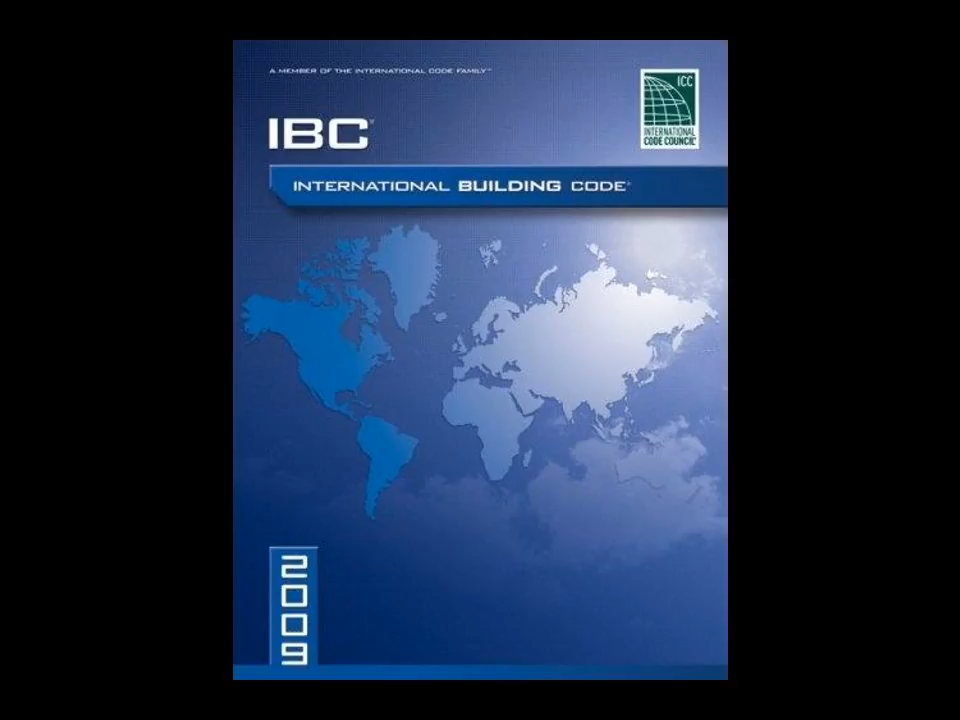 A MEMBER OF THE INTERNATIONAL CODE FAMILY™
ICC
INTERNATIONAL
CODE COUNCIL®
IBC®
INTERNATIONAL BUILDING CODE®
2009